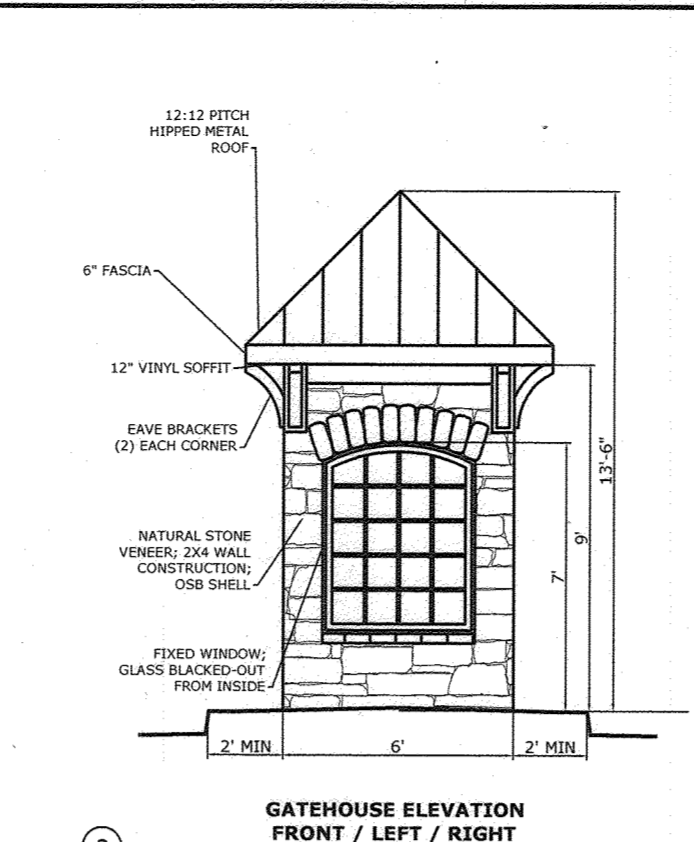 12:12 PITCH
HIPPED METAL
ROOF
6" FASCIA
12" VINYL SOFFIT
EAVE BRACKETS
(2) EACH CORNER
NATURAL STONE
VENEER; 2X4 WALL
CONSTRUCTION;
OSB SHELL
FIXED WINDOW;
GLASS BLACKED-OUT
FROM INSIDE
13'-6"
9'
7'
2' MIN
6'
2' MIN
GATEHOUSE ELEVATION
FRONT / LEFT / RIGHT